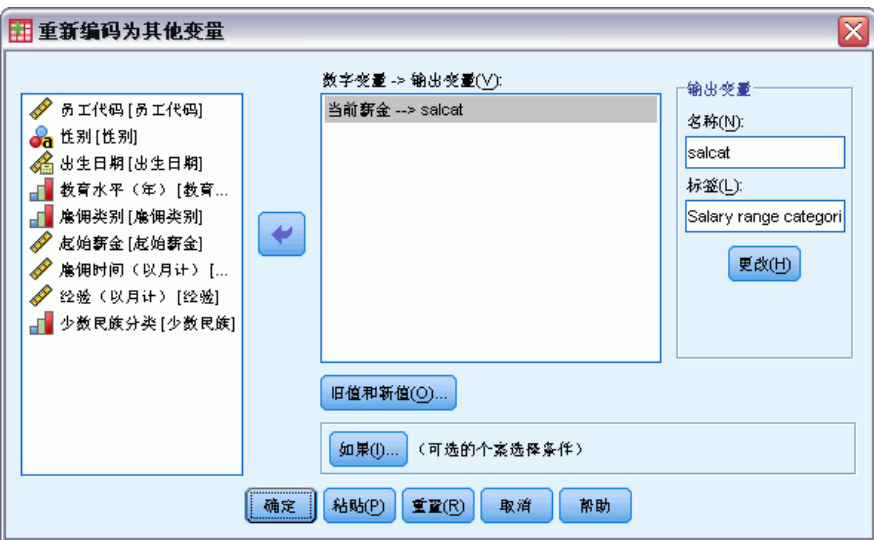 重新编码为其他变量
数字变量 -> 输出变量(V):
员工代码 [员工代码]
性别 [性别]
出生日期 [出生日期]
教育水平（年） [教育...
雇佣类别 [雇佣类别]
起始薪金 [起始薪金]
雇佣时间（以月计） [...
经验（以月计） [经验]
少数民族分类 [少数民族]
当前薪金 --> salcat
输出变量
名称(N):
salcat
标签(L):
Salary range categori
更改(H)
旧值和新值(O)...
如果(I)... （可选的个案选择条件）
确定 粘贴(P) 重置(R) 取消 帮助